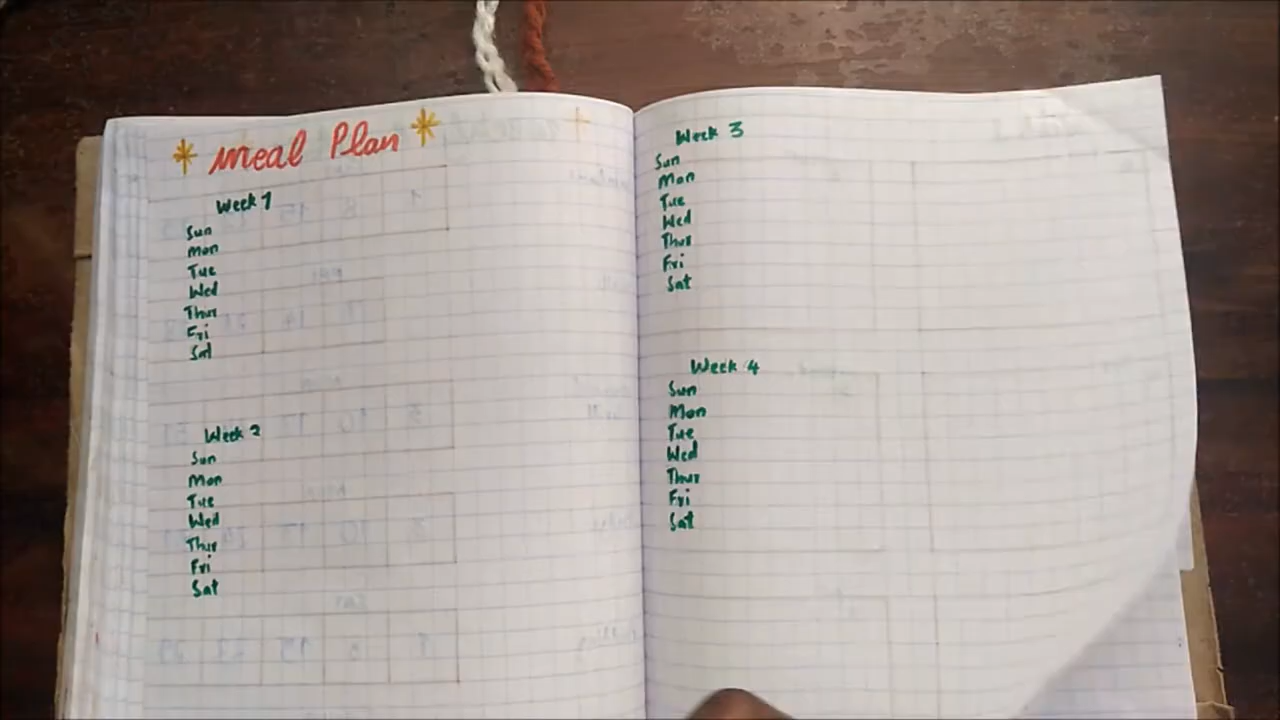 Meal Plan
Week 1
Sun
Mon
Tue
Wed
Thur
Fri
Sat
Week 2
Sun
Mon
Tue
Wed
Thur
Fri
Sat
Week 3
Sun
Mon
Tue
Wed
Thur
Fri
Sat
Week 4
Sun
Mon
Tue
Wed
Thur
Fri
Sat